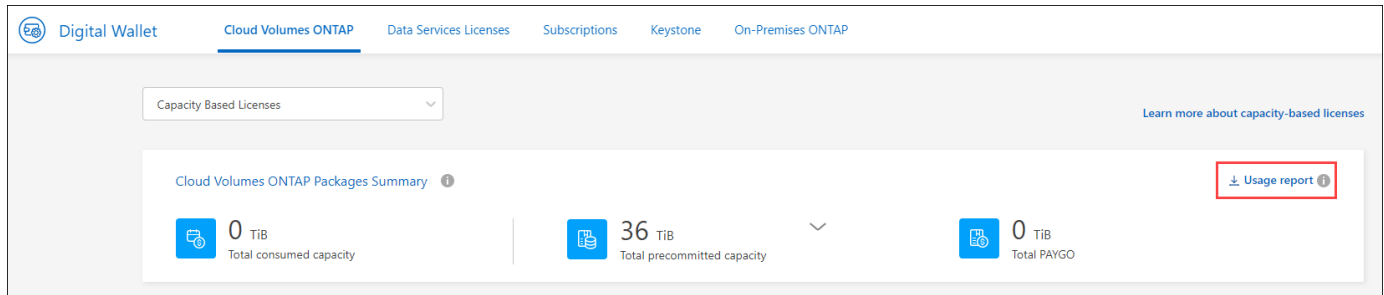 Digital Wallet
Cloud Volumes ONTAP
Data Services Licenses
Subscriptions
Keystone
On-Premises ONTAP
Capacity Based Licenses
Learn more about capacity-based licenses
Cloud Volumes ONTAP Packages Summary
Usage report
0 TiB
Total consumed capacity
36 TiB
Total precommitted capacity
0 TiB
Total PAYGO